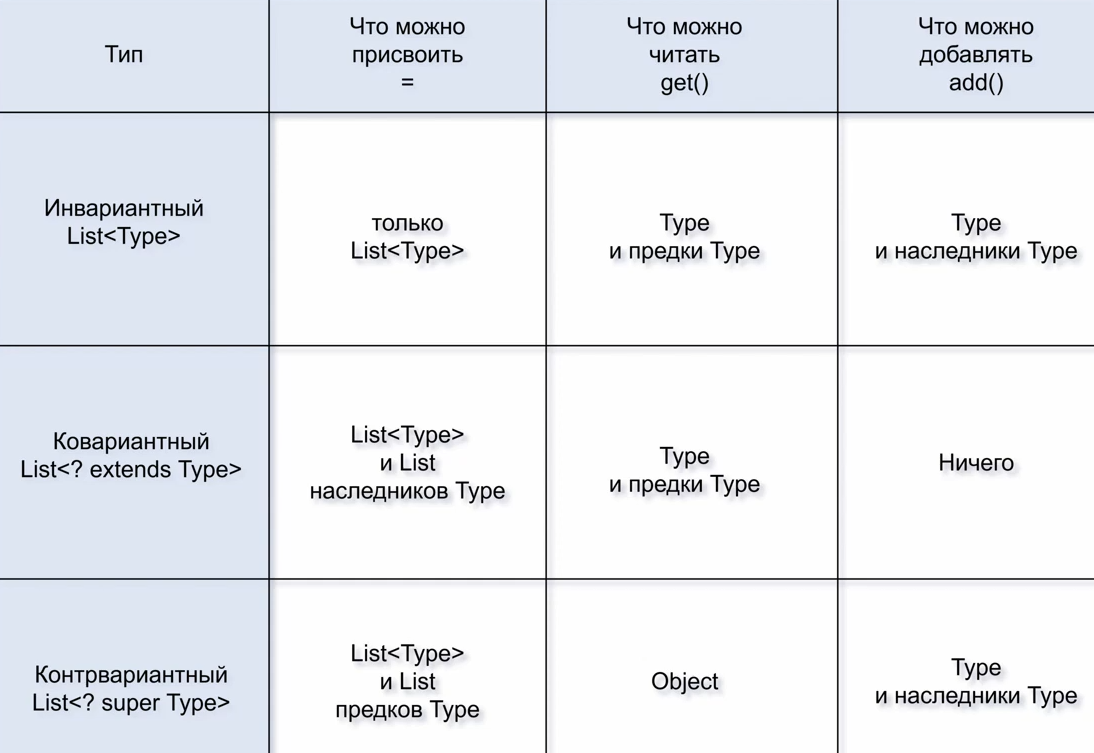 Тип
Что можно
присвоить
=
Что можно
читать
get()
Что можно
добавлять
add()
Инвариантный
List<Type>
только
List<Type>
Type
и предки Type
Type
и наследники Type
Ковариантный
List<? extends Type>
List<Type>
и List
наследников Type
Type
и предки Type
Ничего
Контрвариантный
List<? super Type>
List<Type>
и List
предков Type
Object
Type
и наследники Type